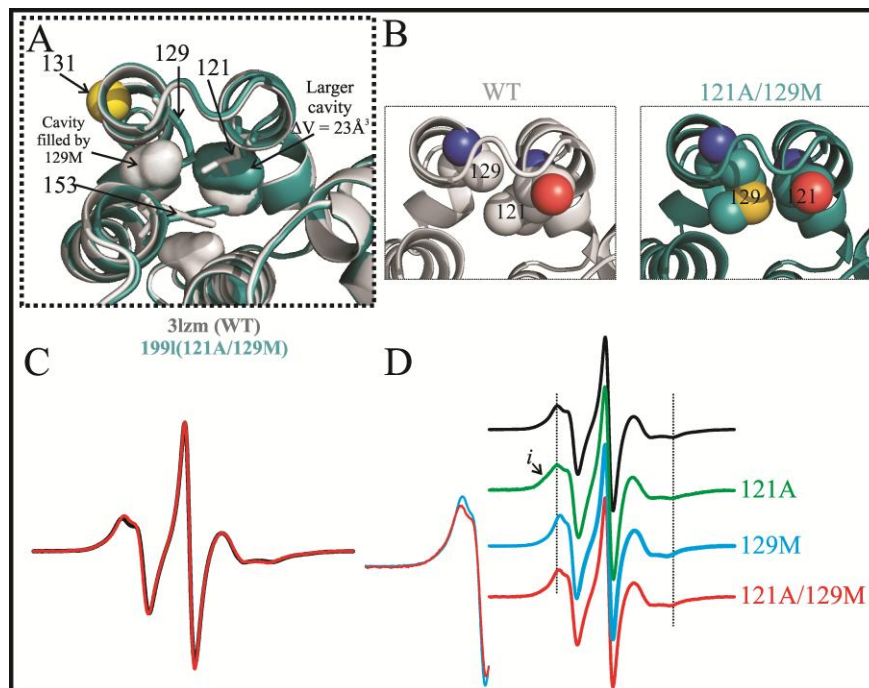 A
131
129
121
Larger
cavity
ΔV = 23Å³
Cavity
filled by
129M
153
3lzm (WT)
199l(121A/129M)
B
WT
129
121
121A/129M
129
121
C
D
i
121A
129M
121A/129M